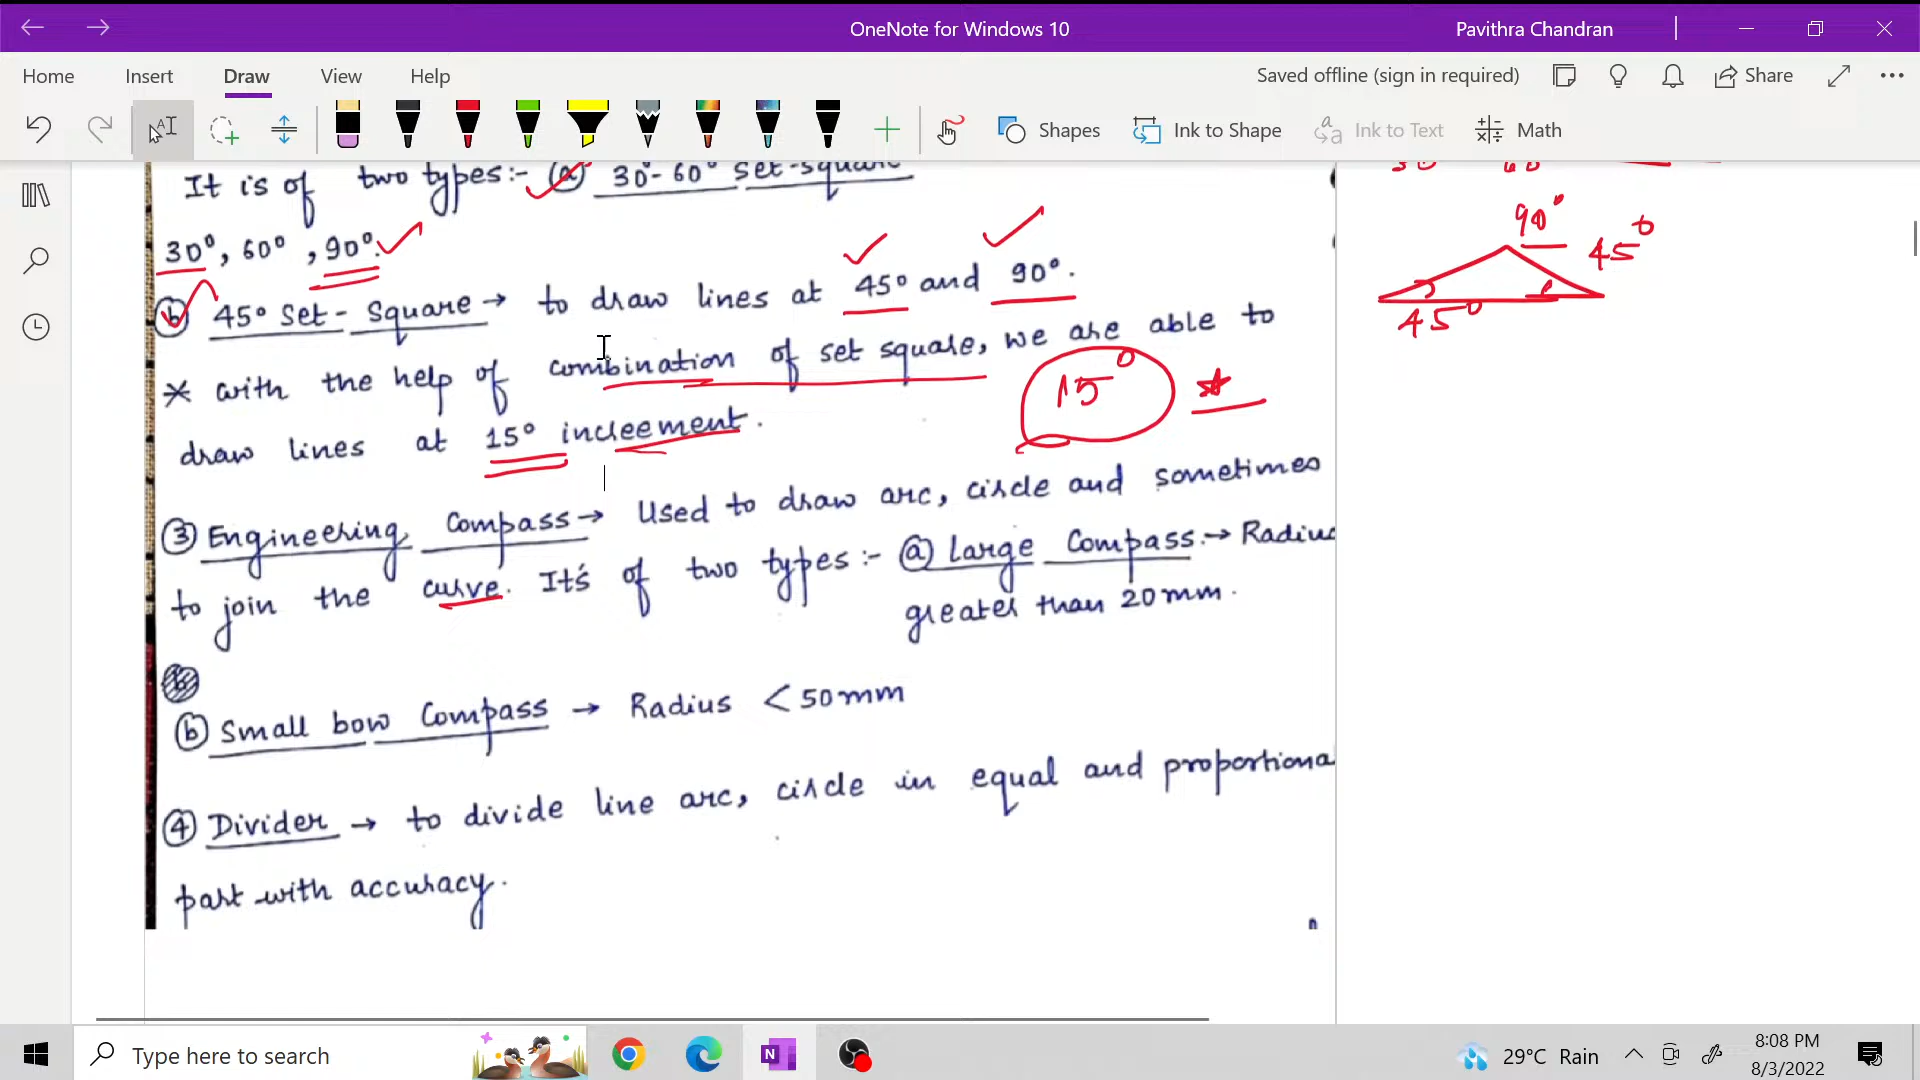 OneNote for Windows 10
Pavithra Chandran
Home Insert Draw View Help
Saved offline (sign in required) Share
Shapes Ink to Shape Ink to Text Math
It is of two types:- (a) 30°-60° Set-square
30°, 60°, 90°.
(b) 45° Set-Square → to draw lines at 45° and 90°.
* with the help of combination of set square, we are able to
draw lines at 15° increement.
15° *
(3) Engineering Compass → Used to draw arc, circle and sometimes
to join the curve. It's of two types:- (a) Large Compass:→ Radiu
greater than 20mm.
(b) Small bow Compass → Radius < 50mm
(4) Divider → to divide line arc, circle in equal and proportiona
part with accuracy.
90°
45°
45°
Type here to search
29°C Rain
8:08 PM
8/3/2022